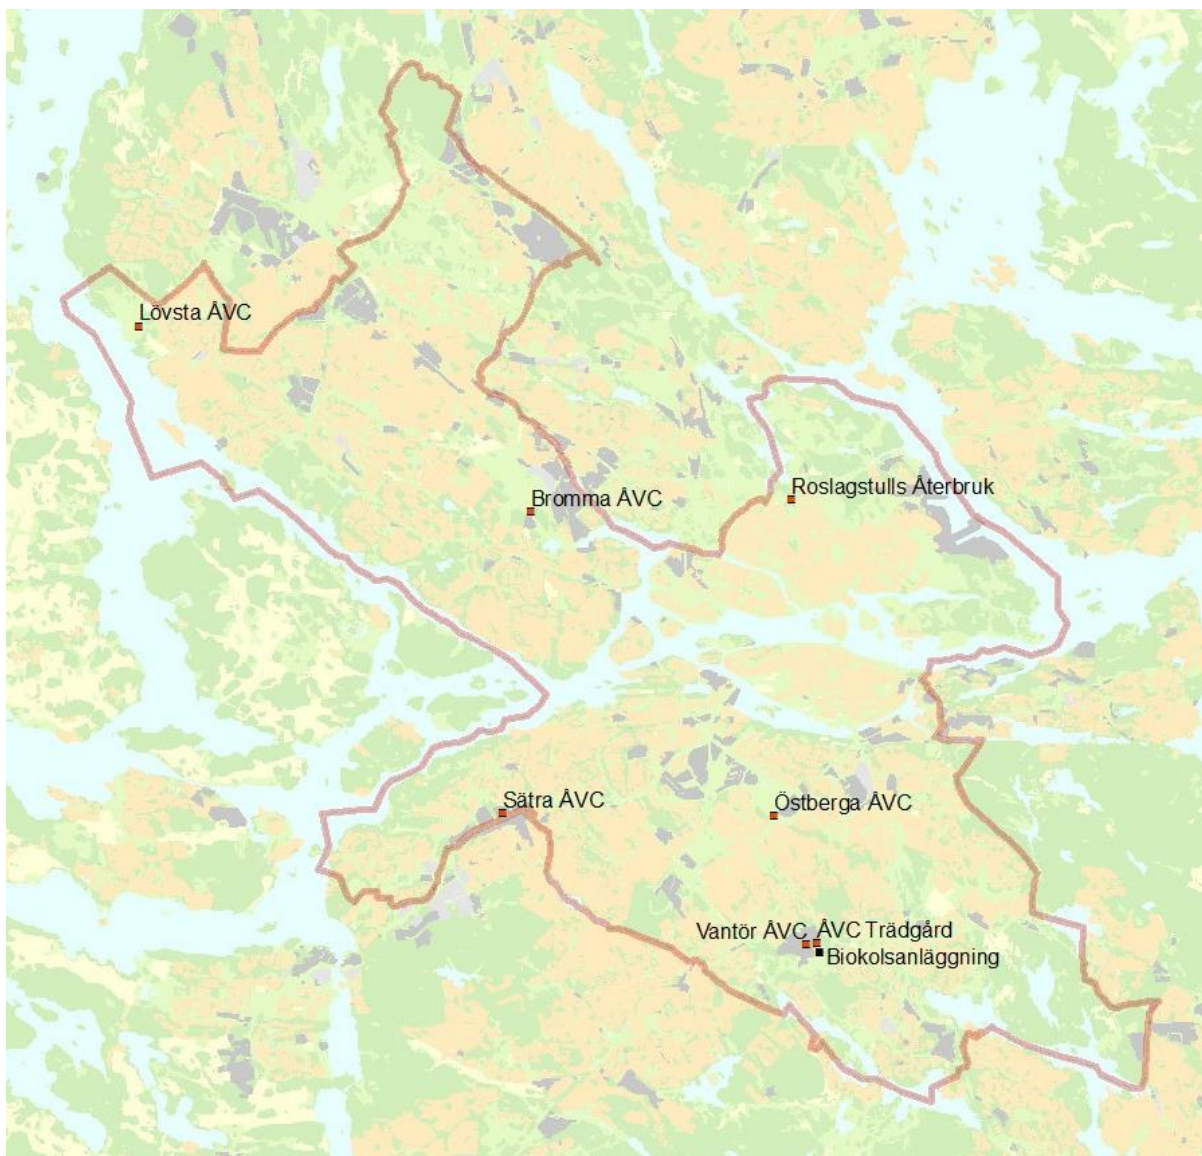 Lövsta ÅVC
Bromma ÅVC
Roslagstulls Återbruk
Sätra ÅVC
Östberga ÅVC
Vantör ÅVC
ÅVC Trädgård
Biokolsanläggning